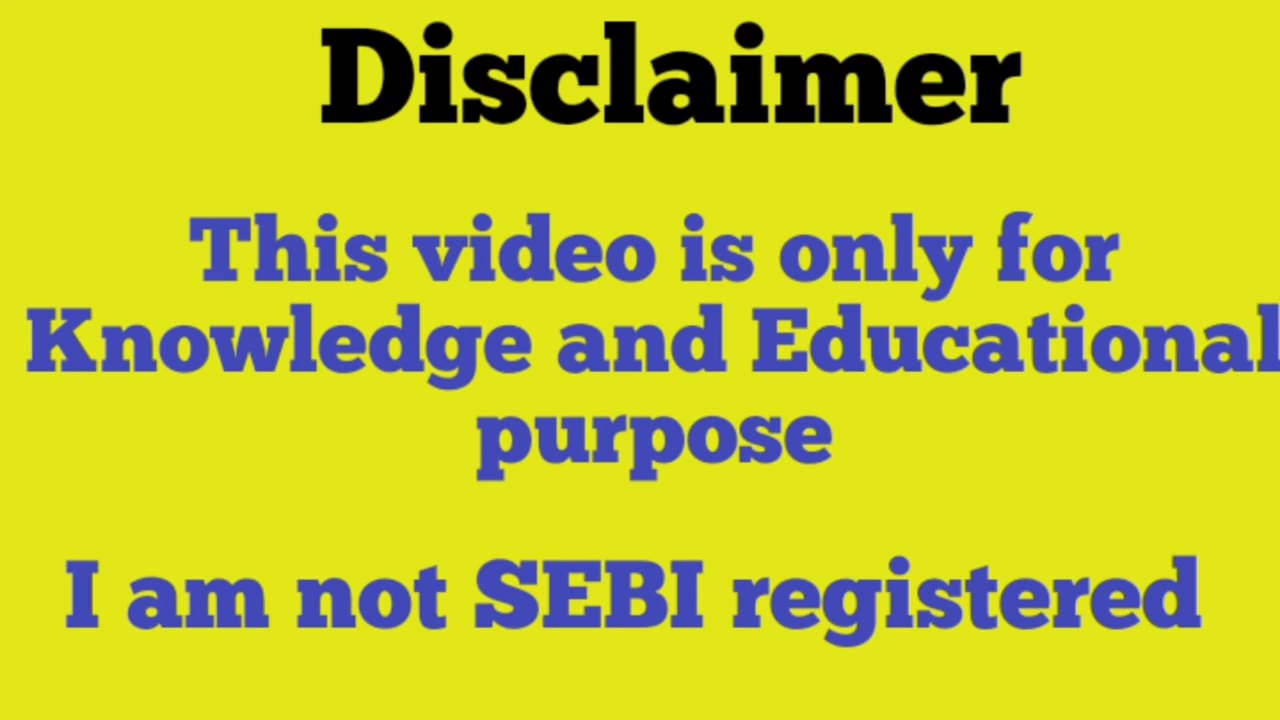 Disclaimer
This video is only for
Knowledge and Educational
purpose
I am not SEBI registered